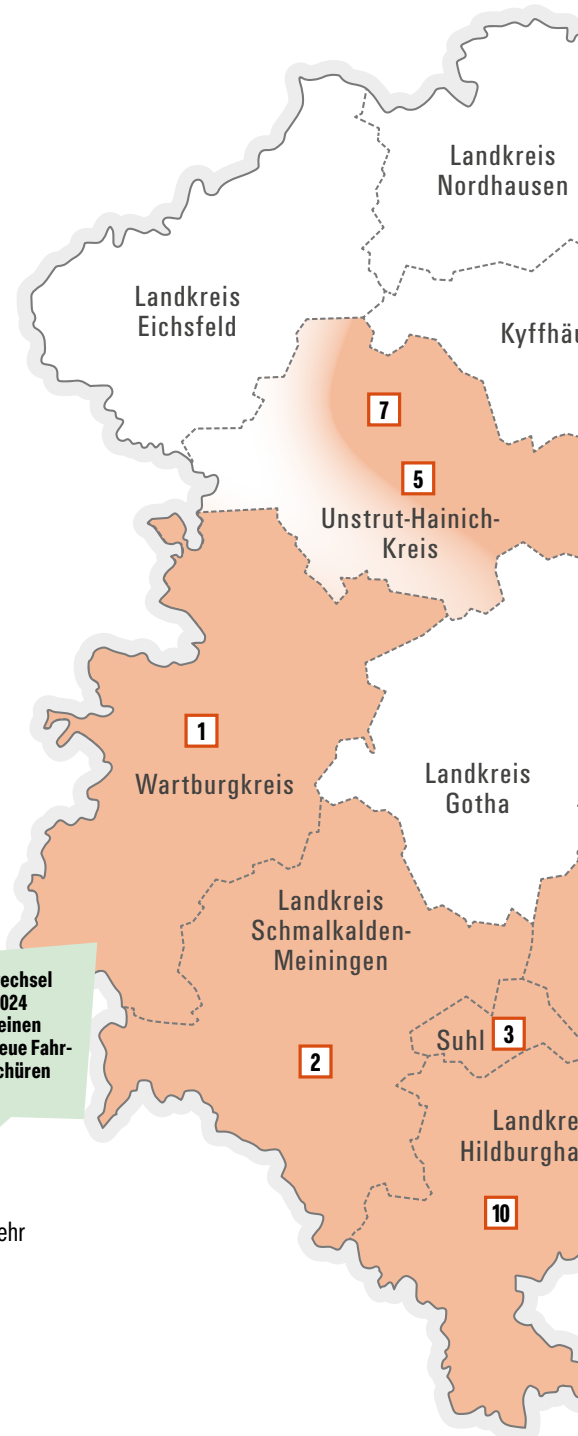 Landkreis
Nordhausen
Landkreis
Eichsfeld
Kyffhäu
7
5
Unstrut-Hainich-
Kreis
1
Wartburgkreis
Landkreis
Gotha
Landkreis
Schmalkalden-
Meiningen
echsel
024
einen
eue Fahr-
chüren
Suhl 3
2
Landkre
Hildburgha
10
ehr